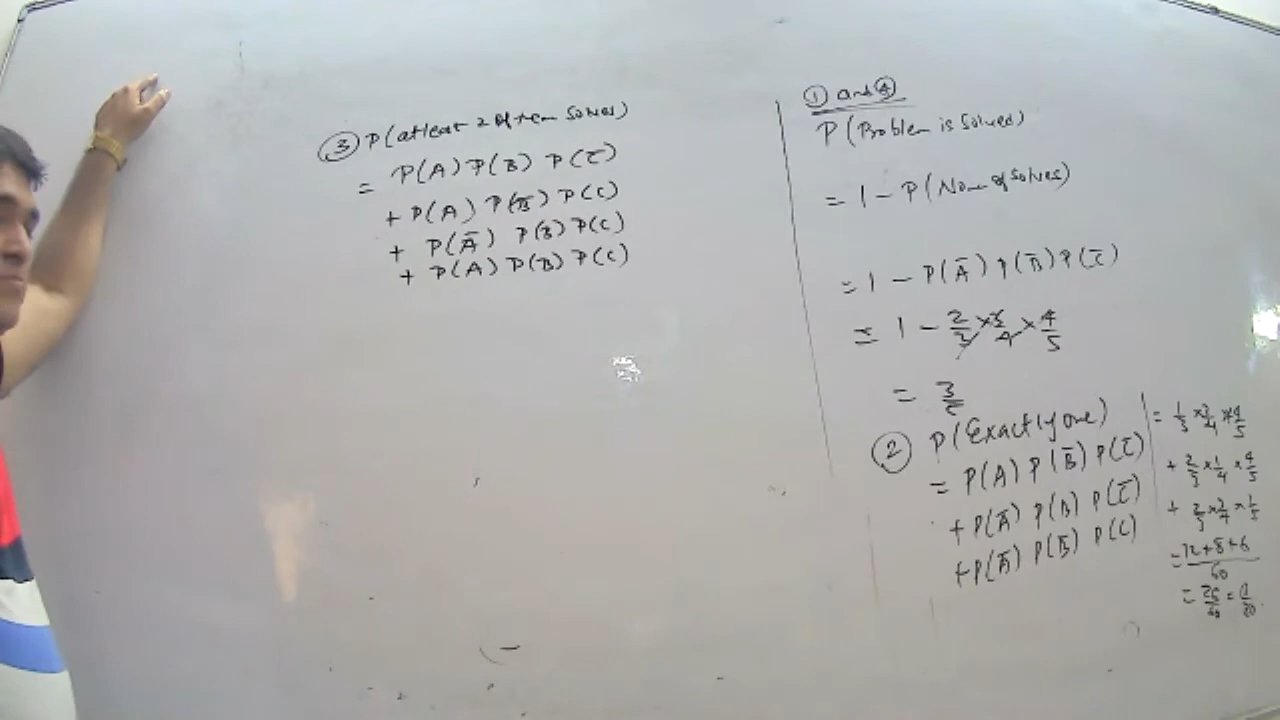 ③ P(atleast 2 of them Solves)
= P(A) P(B) P(C̅)
+ P(A) P(B̅) P(C)
+ P(A̅) P(B) P(C)
+ P(A) P(B) P(C)
① and ④
P (Problem is Solved)
= 1 - P (None of Solves)
= 1 - P(A̅) P(B̅) P(C̅)
= 1 - 2/3 × 3/4 × 4/5
= 3/5
② P (Exactly one)
= P(A) P(B̅) P(C̅)
+ P(A̅) P(B) P(C̅)
+ P(A̅) P(B̅) P(C)
= 1/3 × 3/4 × 4/5
+ 2/3 × 1/4 × 4/5
+ 2/3 × 3/4 × 1/5
= 12+8+6/60
= 26/60 =